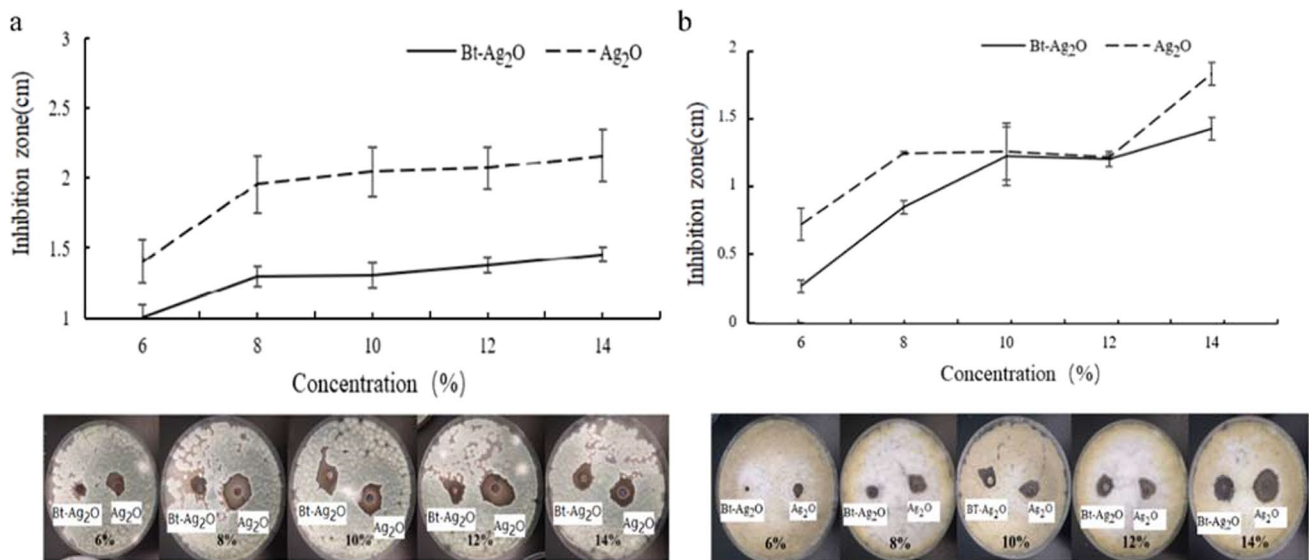 a
3
2.5
2
1.5
1
Inhibition zone(cm)
Bt-Ag₂O
Ag₂O
6 8 10 12 14
Concentration (%)
Bt-Ag₂O Ag₂O
6%
Bt-Ag₂O Ag₂O
8%
Bt-Ag₂O Ag₂O
10%
Bt-Ag₂O Ag₂O
12%
Bt-Ag₂O Ag₂O
14%
b
2
1.5
1
0.5
0
Inhibition zone(cm)
Bt-Ag₂O
Ag₂O
6 8 10 12 14
Concentration (%)
Bt-Ag₂O Ag₂O
6%
Bt-Ag₂O Ag₂O
8%
BT-Ag₂O Ag₂O
10%
Bt-Ag₂O Ag₂O
12%
Bt-Ag₂O Ag₂O
14%